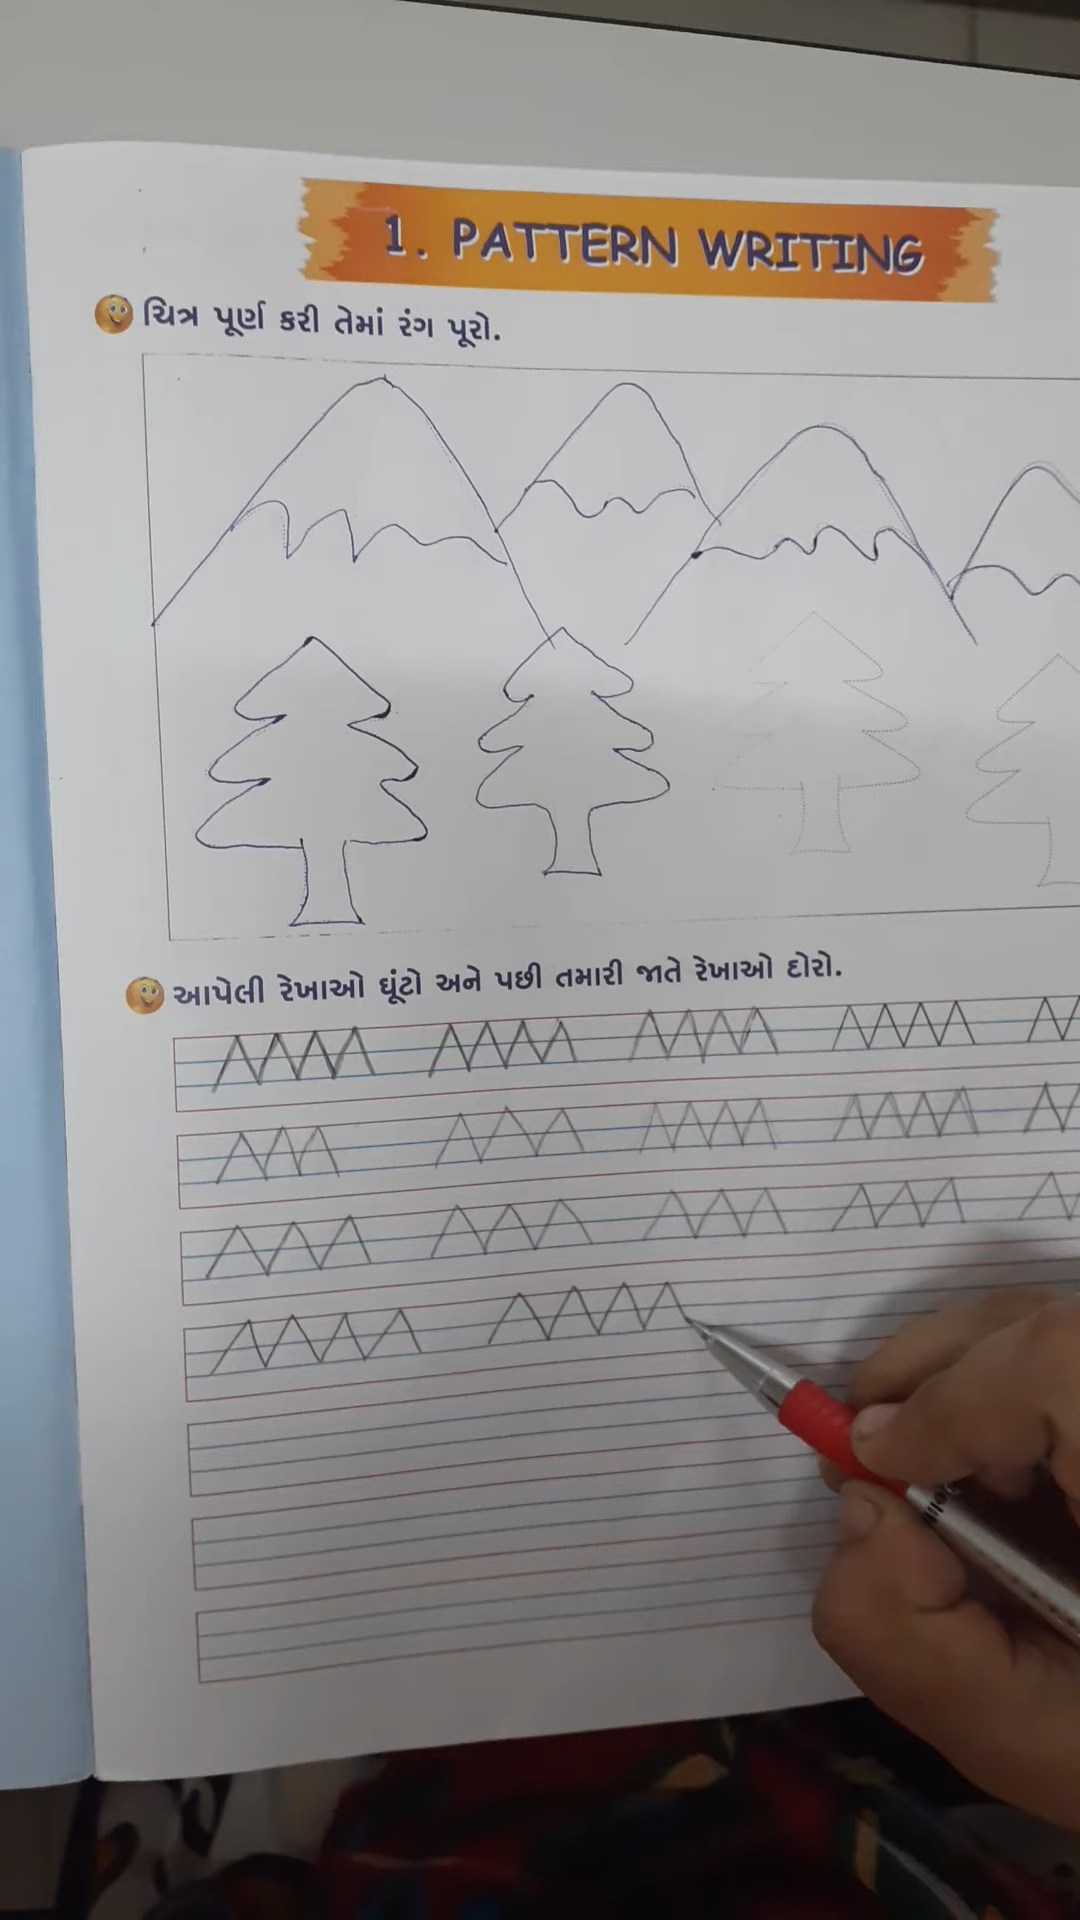 1. PATTERN WRITING
ચિત્ર પૂર્ણ કરી તેમાં રંગ પૂરો.
આપેલી રેખાઓ ઘૂંટો અને પછી તમારી જાતે રેખાઓ દોરો.